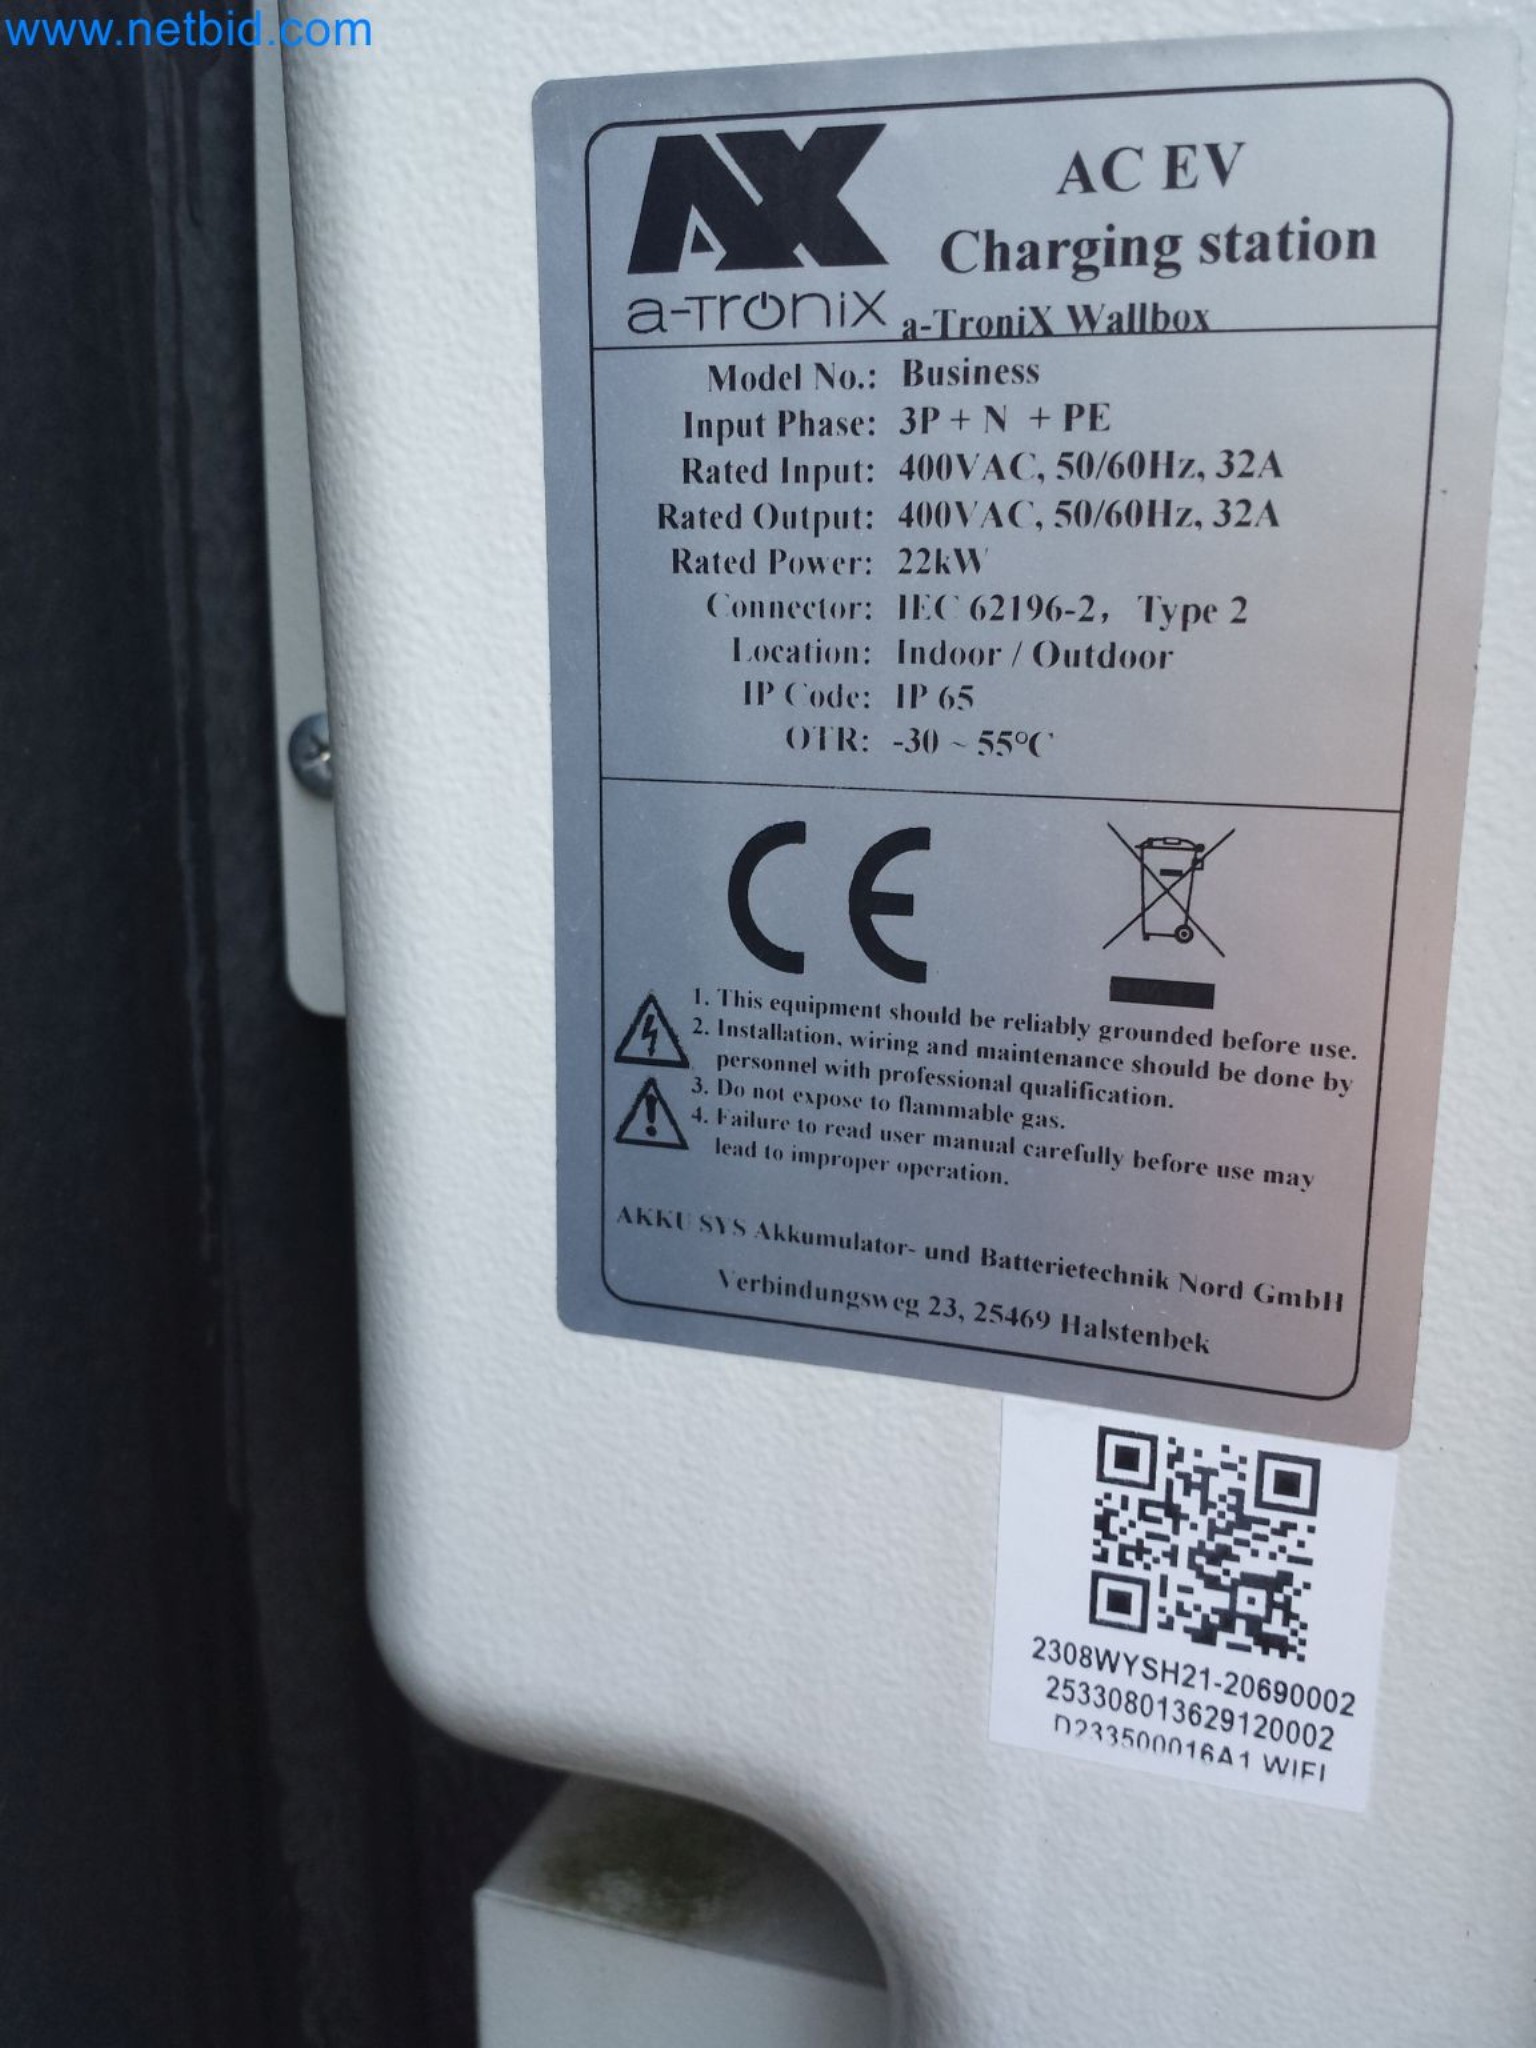 www.netbid.com
AX
a-TroniX
AC EV
Charging station
a-TroniX Wallbox
Model No.: Business
Input Phase: 3P + N + PE
Rated Input: 400VAC, 50/60Hz, 32A
Rated Output: 400VAC, 50/60Hz, 32A
Rated Power: 22kW
Connector: IEC 62196-2, Type 2
Location: Indoor / Outdoor
IP Code: IP 65
OTR: -30 ~ 55°C
CE
1. This equipment should be reliably grounded before use.
2. Installation, wiring and maintenance should be done by
personnel with professional qualification.
3. Do not expose to flammable gas.
4. Failure to read user manual carefully before use may
lead to improper operation.
AKKU SYS Akkumulator- und Batterietechnik Nord GmbH
Verbindungsweg 23, 25469 Halstenbek
2308WYSH21-20690002
253308013629120002
D233500016A1 WIFI